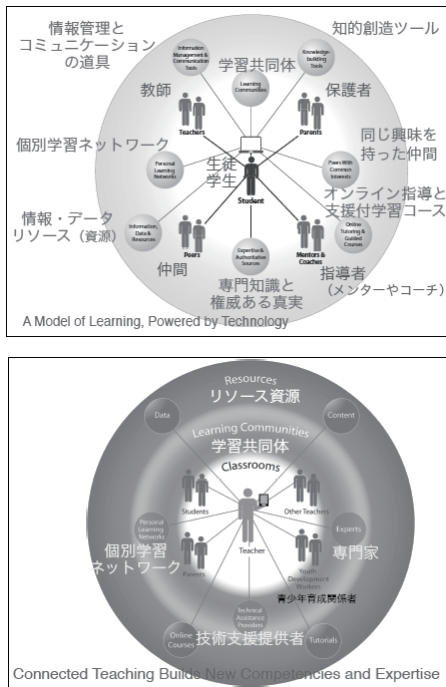 情報管理と
コミュニケーション
の道具
Information
Management &
Communication
Tools
学習共同体
Learning
Communities
Knowledge-
building
Tools
知的創造ツール
教師
Teachers
保護者
Parents
個別学習ネットワーク
Personal
Learning
Networks
生徒
学生
Student
同じ興味を
持った仲間
Peers With
Common
Interests
情報・データ
リソース（資源）
Information,
Data &
Resources
仲間
Peers
Expertise &
Authoritative
Sources
専門知識と
権威ある真実
オンライン指導と
支援付学習コース
Online
Tutoring &
Guided
Courses
Mentors &
Coaches
指導者
（メンターやコーチ）
A Model of Learning, Powered by Technology
Resources
リソース資源
Data
Content
Learning Communities
学習共同体
Classrooms
Students
Other Teachers
Personal
Learning
Networks
個別学習
ネットワーク
Teacher
Experts
専門家
Parents
Youth
Development
Workers
青少年育成関係者
Technical
Assistance
Providers
技術支援提供者
Online
Courses
Tutorials
Connected Teaching Builds New Competencies and Expertise